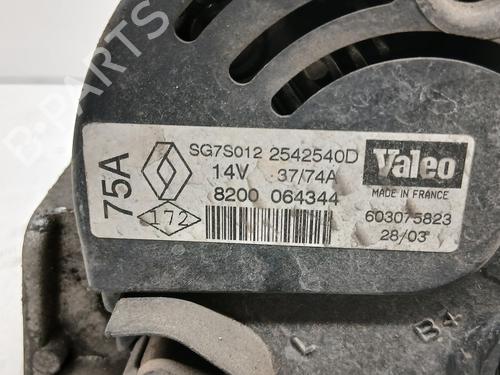 75A
172
SG7S012 2542540D
14V 37/74A
8200 064344
Valeo
MADE IN FRANCE
603075823
28/03
L
B+
B-PARTS